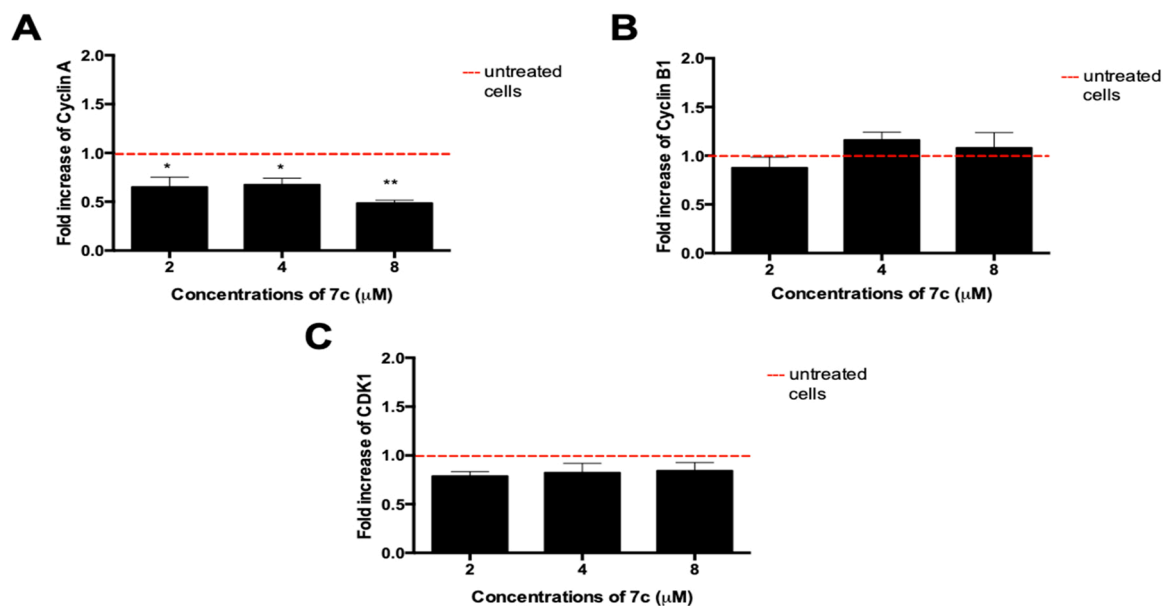 A
Fold increase of Cyclin A
2.0
1.5
1.0
0.5
0.0
* * **
2 4 8
Concentrations of 7c (μM)
untreated
cells
B
Fold increase of Cyclin B1
2.0
1.5
1.0
0.5
0.0
2 4 8
Concentrations of 7c (μM)
untreated
cells
C
Fold increase of CDK1
2.0
1.5
1.0
0.5
0.0
2 4 8
Concentrations of 7c (μM)
untreated
cells